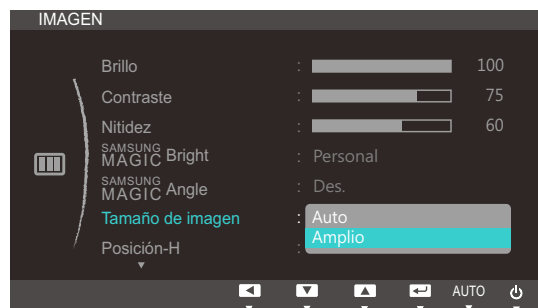 IMAGEN
Brillo : 100
Contraste : 75
Nitidez : 60
SAMSUNG MAGIC Bright : Personal
SAMSUNG MAGIC Angle : Des.
Tamaño de imagen : Auto
Amplio
Posición-H :
AUTO